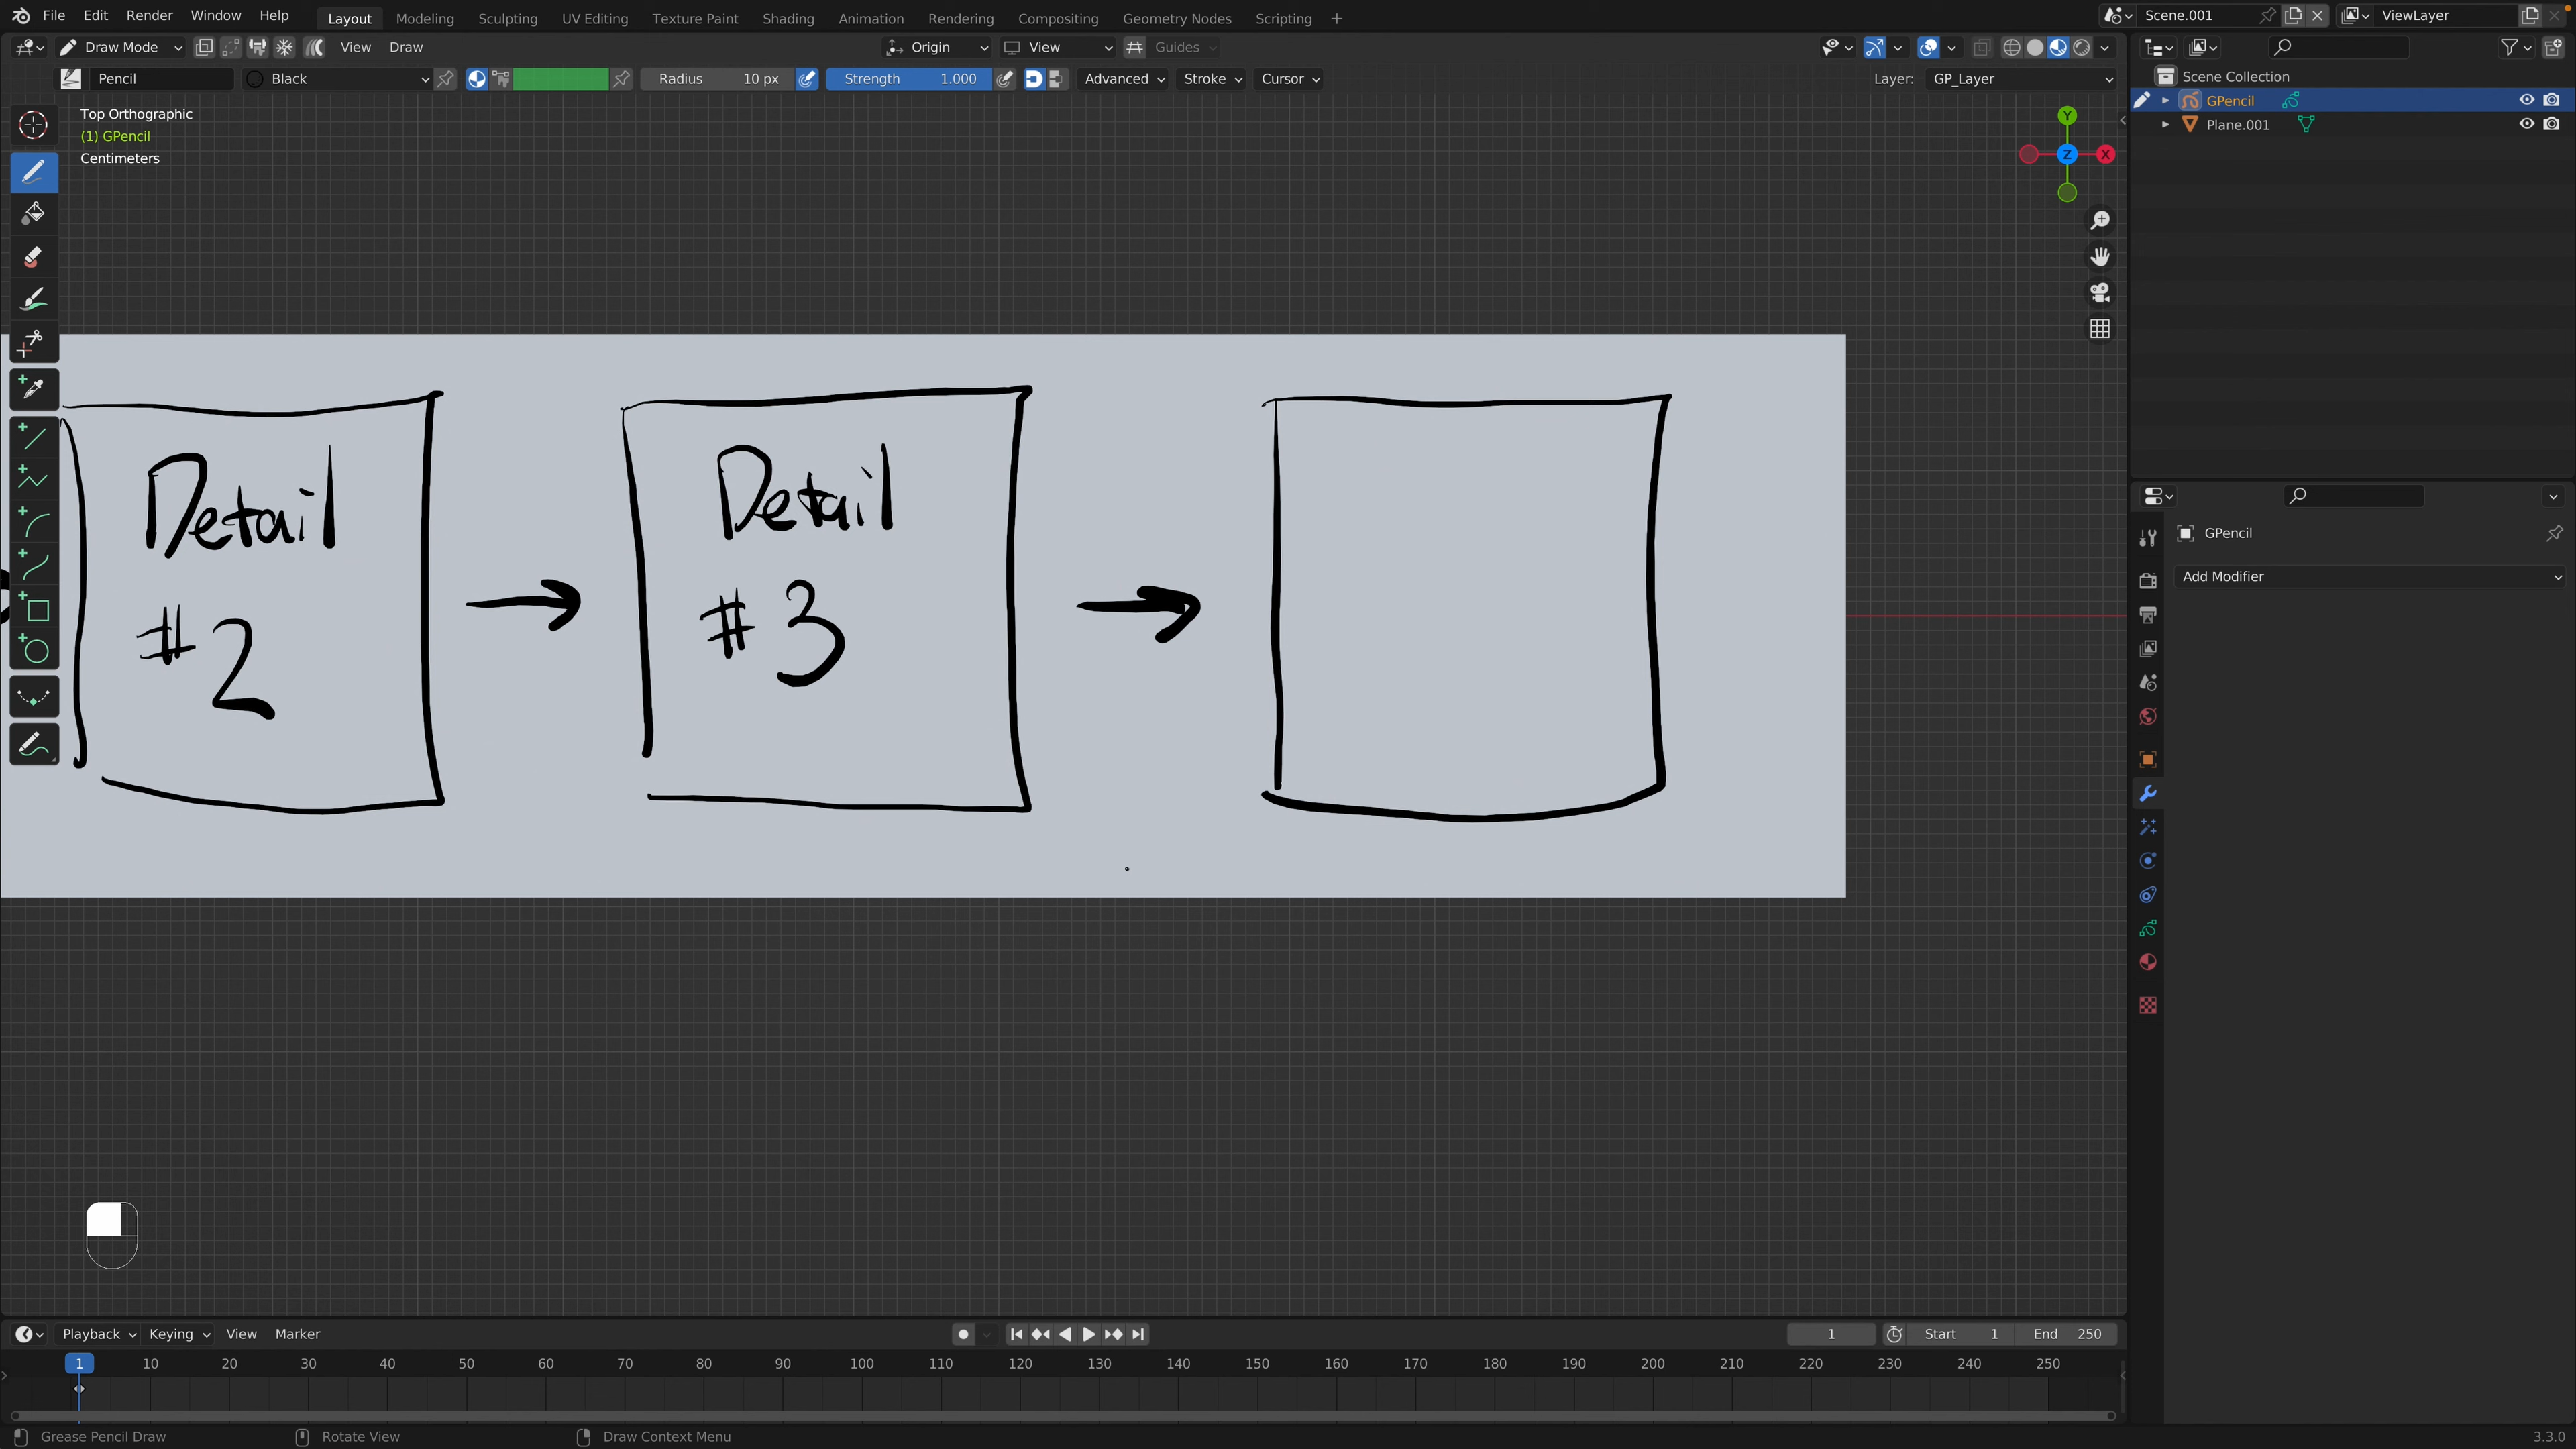 File Edit Render Window Help Layout Modeling Sculpting UV Editing Texture Paint Shading Animation Rendering Compositing Geometry Nodes Scripting + Scene.001 ViewLayer
Draw Mode View Draw Origin View Guides
Pencil Black Radius 10 px Strength 1.000 Advanced Stroke Cursor Layer: GP_Layer
Scene Collection
GPencil
Plane.001
Top Orthographic
(1) GPencil
Centimeters
Y
Z X
Detail
#2
Detail
#3
GPencil
Add Modifier
Playback Keying View Marker 1 Start 1 End 250
1 10 20 30 40 50 60 70 80 90 100 110 120 130 140 150 160 170 180 190 200 210 220 230 240 250
Grease Pencil Draw Rotate View Draw Context Menu 3.3.0